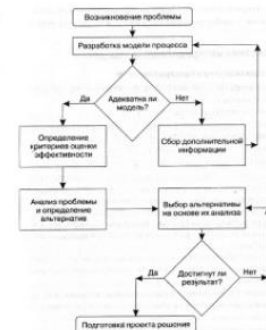 Возникновение проблемы
Разработка модели процесса
Адекватна ли
модель?
Да
Нет
Определение
критериев оценки
эффективности
Сбор дополнительной
информации
Анализ проблемы
и определение
альтернатив
Выбор альтернативы
на основе их анализа
Да
Достигнут ли
результат?
Нет
Подготовка проекта решения